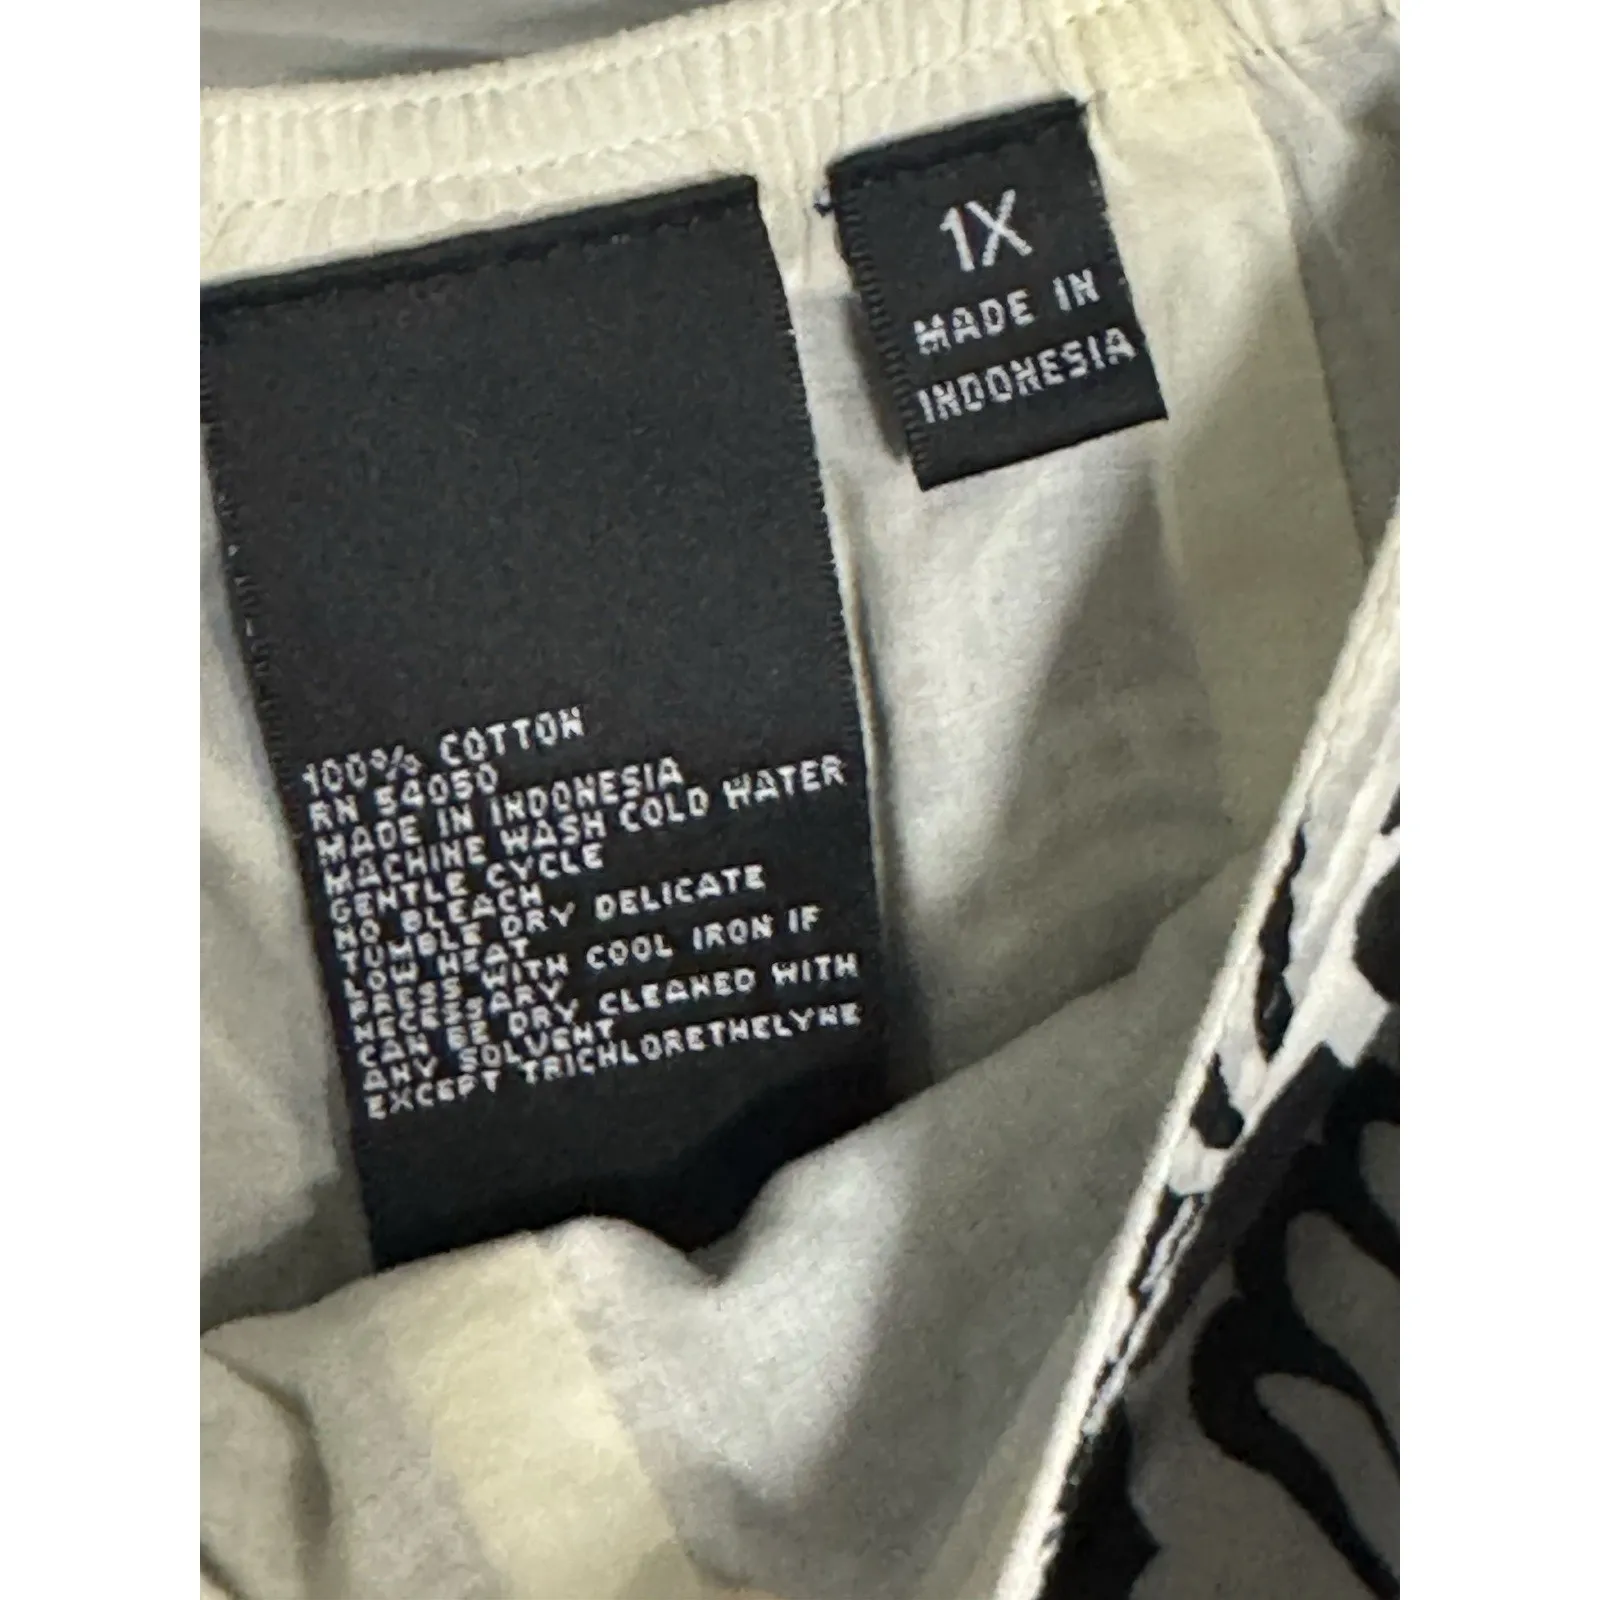 1X
MADE IN
INDONESIA
100% COTTON
RN 54050
MADE IN INDONESIA
MACHINE WASH COLD WATER
GENTLE CYCLE
NO BLEACH
TUMBLE DRY DELICATE
LOW HEAT
PRESS WITH COOL IRON IF
NECESSARY
CAN BE DRY CLEANED WITH
ANY SOLVENT
EXCEPT TRICHLORETHELYNE